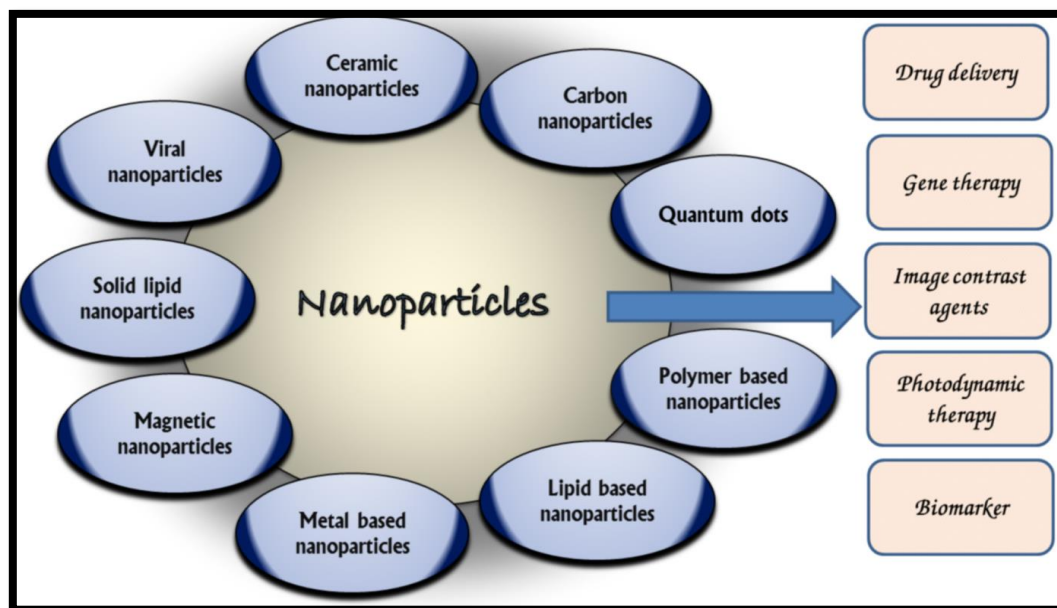 Ceramic
nanoparticles
Carbon
nanoparticles
Quantum dots
Polymer based
nanoparticles
Lipid based
nanoparticles
Metal based
nanoparticles
Magnetic
nanoparticles
Solid lipid
nanoparticles
Viral
nanoparticles
Nanoparticles
Drug delivery
Gene therapy
Image contrast
agents
Photodynamic
therapy
Biomarker